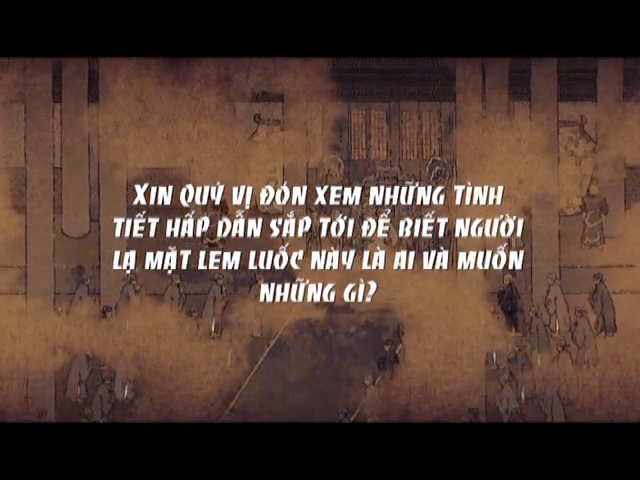 XIN QUÝ VỊ ĐÓN XEM NHỮNG TÌNH
TIẾT HẤP DẪN SẮP TỚI ĐỂ BIẾT NGƯỜI
LẠ MẶT LEM LUỐC NÀY LÀ AI VÀ MUỐN
NHỮNG GÌ?